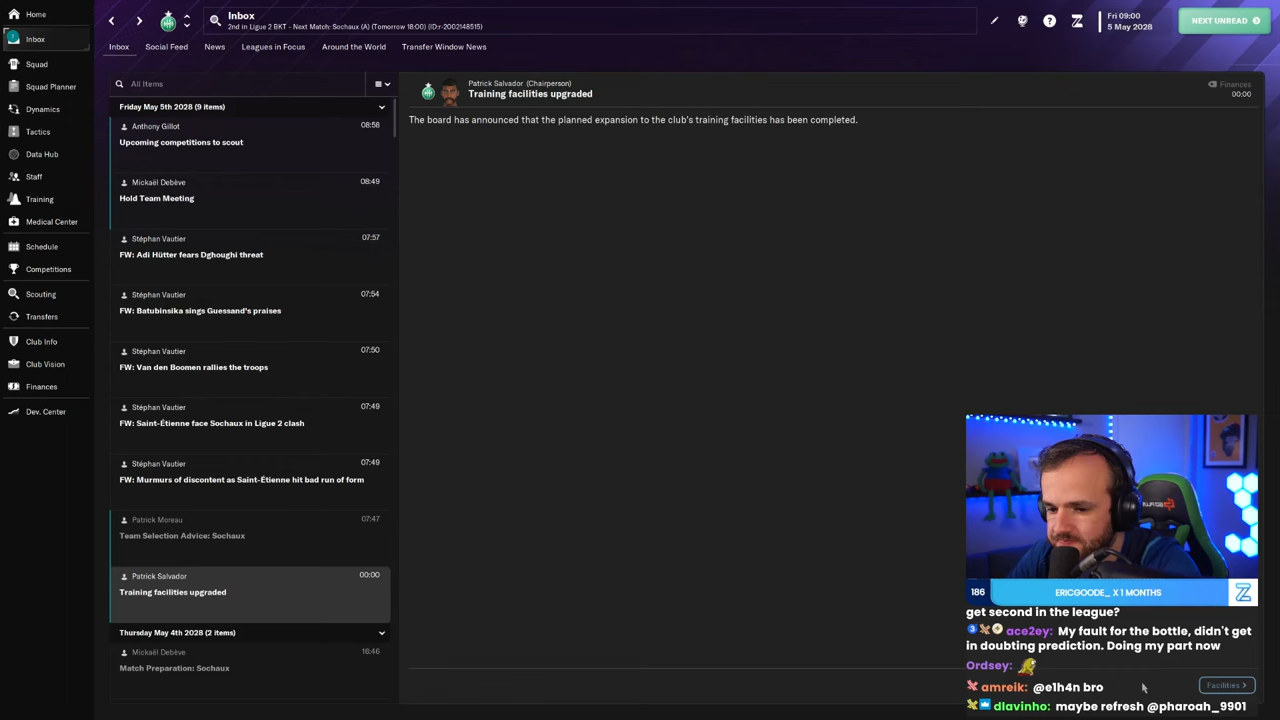 Home
Inbox
Squad
Squad Planner
Dynamics
Tactics
Data Hub
Staff
Training
Medical Center
Schedule
Competitions
Scouting
Transfers
Club Info
Club Vision
Finances
Dev. Center
Inbox
2nd in Ligue 2 BKT - Next Match: Sochaux (A) (Tomorrow 18:00) (ID:r-2002148515)
Fri 09:00
5 May 2028
NEXT UNREAD
Inbox
Social Feed
News
Leagues in Focus
Around the World
Transfer Window News
All Items
Friday May 5th 2028 (9 items)
Anthony Gillot 08:58
Upcoming competitions to scout
Mickaël Debève 08:49
Hold Team Meeting
Stéphan Vautier 07:57
FW: Adi Hütter fears Dghoughi threat
Stéphan Vautier 07:54
FW: Batubinsika sings Guessand's praises
Stéphan Vautier 07:50
FW: Van den Boomen rallies the troops
Stéphan Vautier 07:49
FW: Saint-Étienne face Sochaux in Ligue 2 clash
Stéphan Vautier 07:49
FW: Murmurs of discontent as Saint-Étienne hit bad run of form
Patrick Moreau 07:47
Team Selection Advice: Sochaux
Patrick Salvador 00:00
Training facilities upgraded
Thursday May 4th 2028 (2 items)
Mickaël Debève 16:46
Match Preparation: Sochaux
Patrick Salvador (Chairperson)
Training facilities upgraded
Finances
00:00
The board has announced that the planned expansion to the club's training facilities has been completed.
186 ERICGOODE_ X 1 MONTHS
get second in the league?
ace2ey: My fault for the bottle, didn't get
in doubting prediction. Doing my part now
Ordsey:
amreik: @e1h4n bro
dlavinho: maybe refresh @pharoah_9901
Facilities